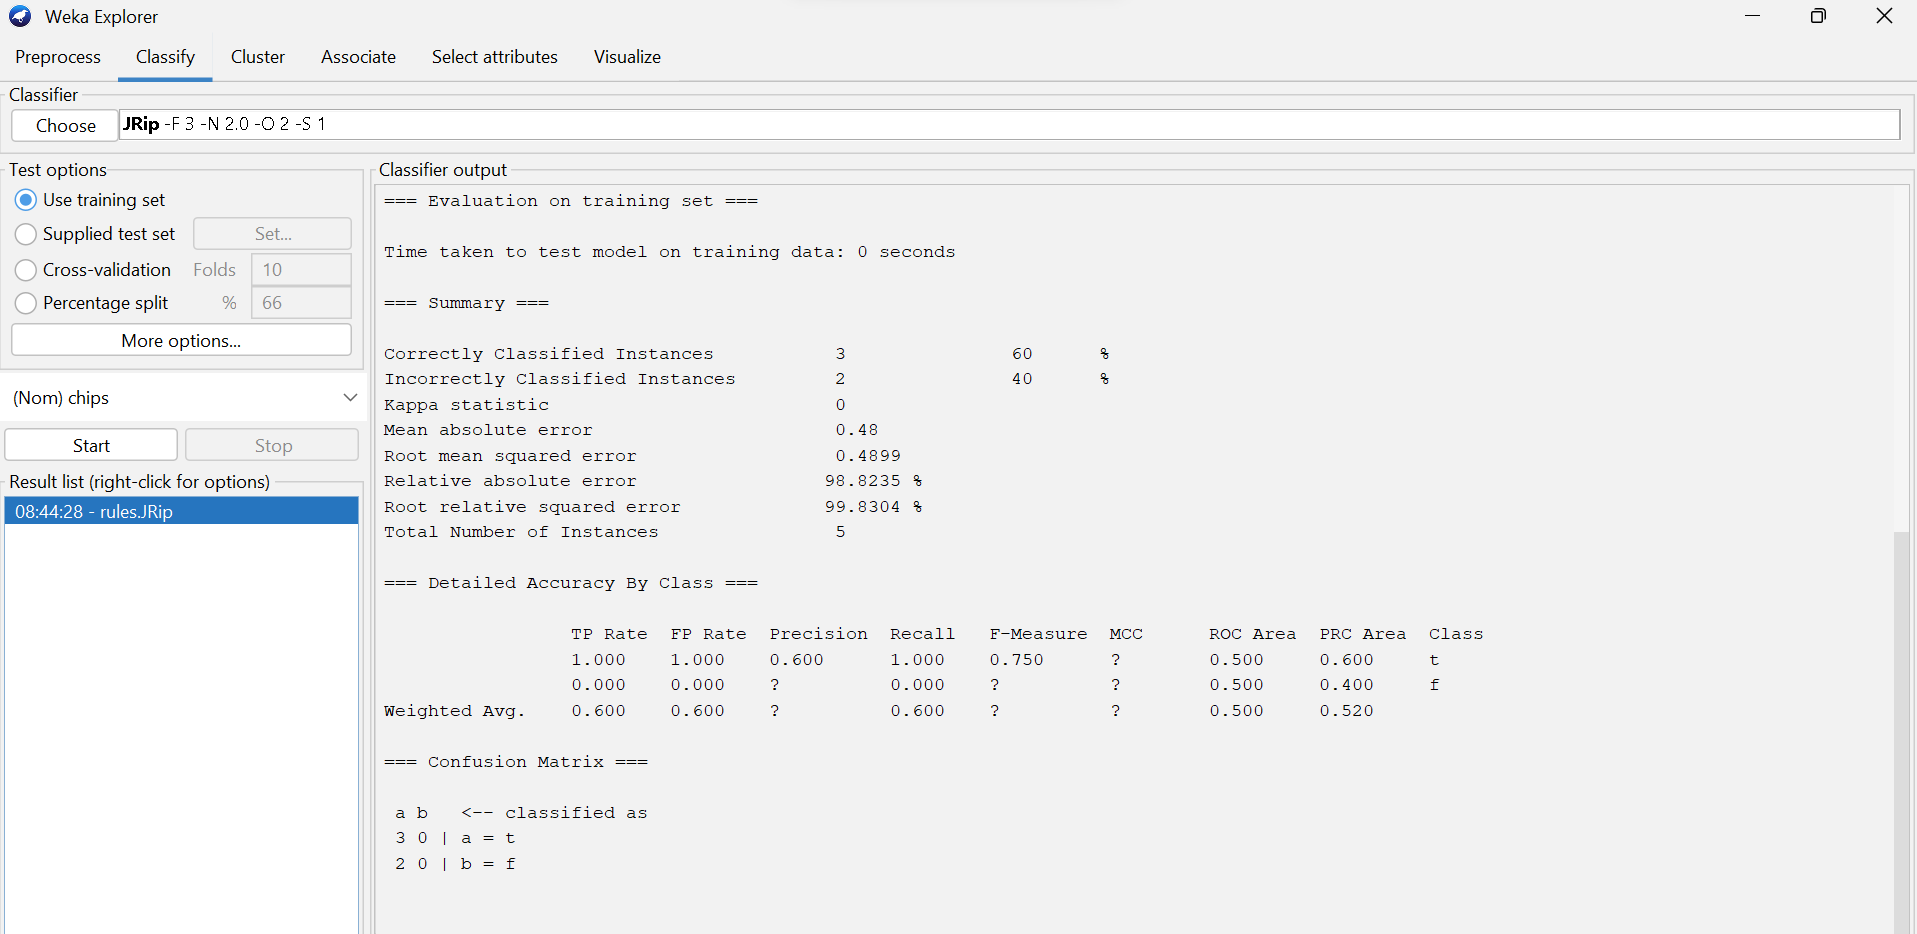 Weka Explorer
Preprocess Classify Cluster Associate Select attributes Visualize
Classifier
Choose JRip -F 3 -N 2.0 -O 2 -S 1
Test options
Use training set
Supplied test set Set...
Cross-validation Folds 10
Percentage split % 66
More options...
(Nom) chips
Start Stop
Result list (right-click for options)
08:44:28 - rules.JRip
Classifier output
=== Evaluation on training set ===
Time taken to test model on training data: 0 seconds
=== Summary ===
Correctly Classified Instances 3 60 %
Incorrectly Classified Instances 2 40 %
Kappa statistic 0
Mean absolute error 0.48
Root mean squared error 0.4899
Relative absolute error 98.8235 %
Root relative squared error 99.8304 %
Total Number of Instances 5
=== Detailed Accuracy By Class ===
TP Rate FP Rate Precision Recall F-Measure MCC ROC Area PRC Area Class
1.000 1.000 0.600 1.000 0.750 ? 0.500 0.600 t
0.000 0.000 ? 0.000 ? ? 0.500 0.400 f
Weighted Avg. 0.600 0.600 ? 0.600 ? ? 0.500 0.520
=== Confusion Matrix ===
a b <-- classified as
3 0 | a = t
2 0 | b = f